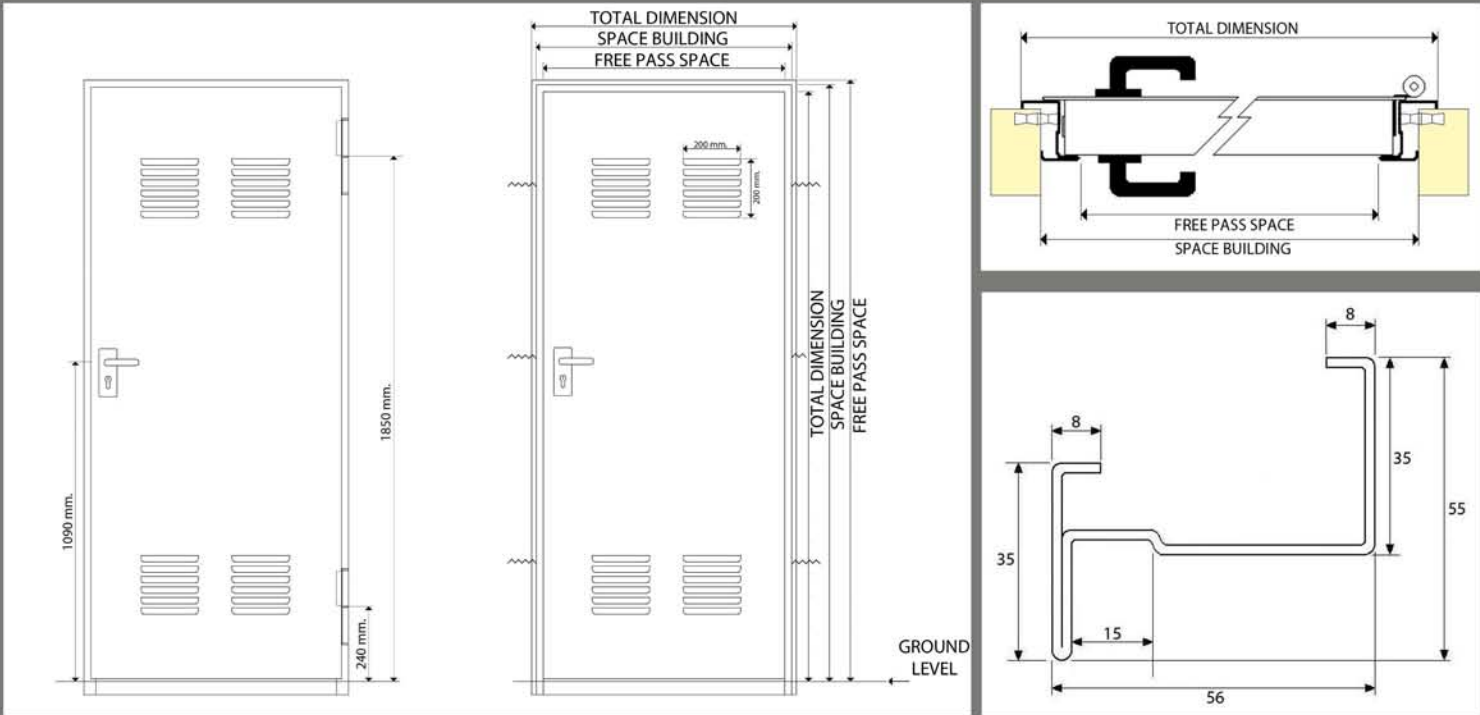 1090 mm.
1850 mm.
240 mm.
TOTAL DIMENSION
SPACE BUILDING
FREE PASS SPACE
200 mm.
200 mm.
TOTAL DIMENSION
SPACE BUILDING
FREE PASS SPACE
GROUND
LEVEL
TOTAL DIMENSION
FREE PASS SPACE
SPACE BUILDING
8
8
35
55
35
15
56